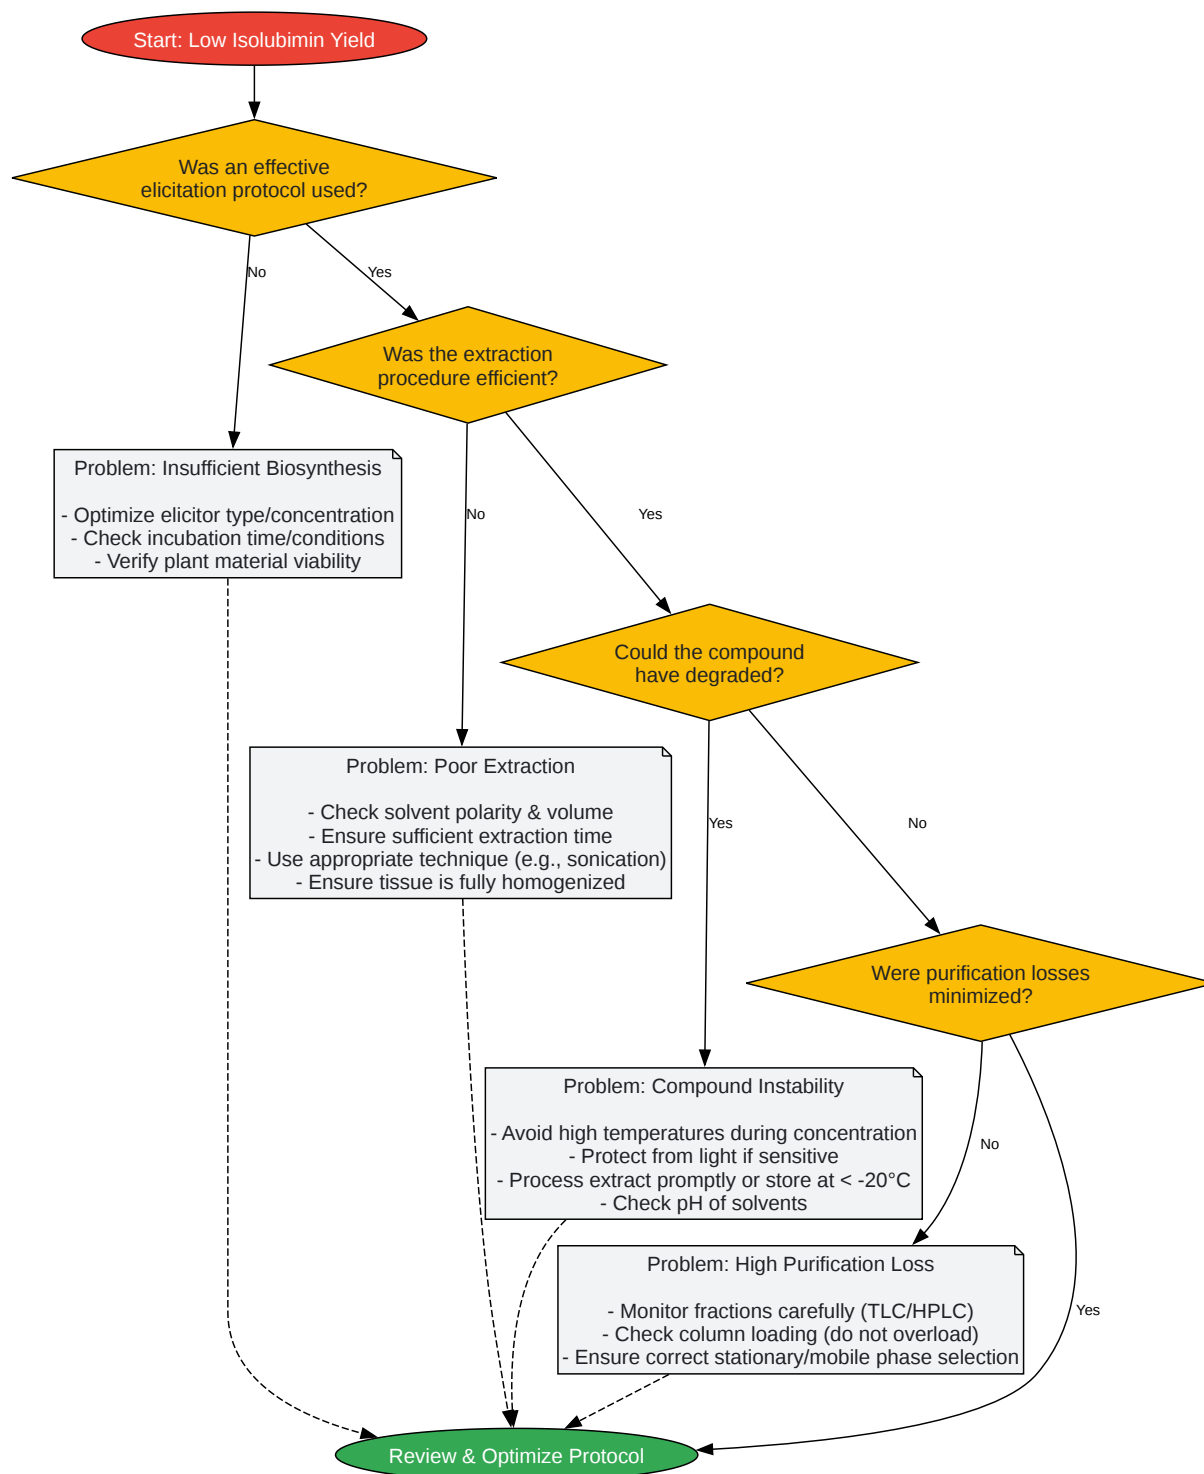 Start: Low Isolubimin Yield
Was an effective
elicitation protocol used?
No
Yes
Was the extraction
procedure efficient?
Problem: Insufficient Biosynthesis
- Optimize elicitor type/concentration
- Check incubation time/conditions
- Verify plant material viability
No
Yes
Could the compound
have degraded?
Problem: Poor Extraction
- Check solvent polarity & volume
- Ensure sufficient extraction time
- Use appropriate technique (e.g., sonication)
- Ensure tissue is fully homogenized
Yes
No
Were purification losses
minimized?
Problem: Compound Instability
- Avoid high temperatures during concentration
- Protect from light if sensitive
- Process extract promptly or store at < -20°C
- Check pH of solvents
No
Problem: High Purification Loss
- Monitor fractions carefully (TLC/HPLC)
- Check column loading (do not overload)
- Ensure correct stationary/mobile phase selection
Yes
Review & Optimize Protocol